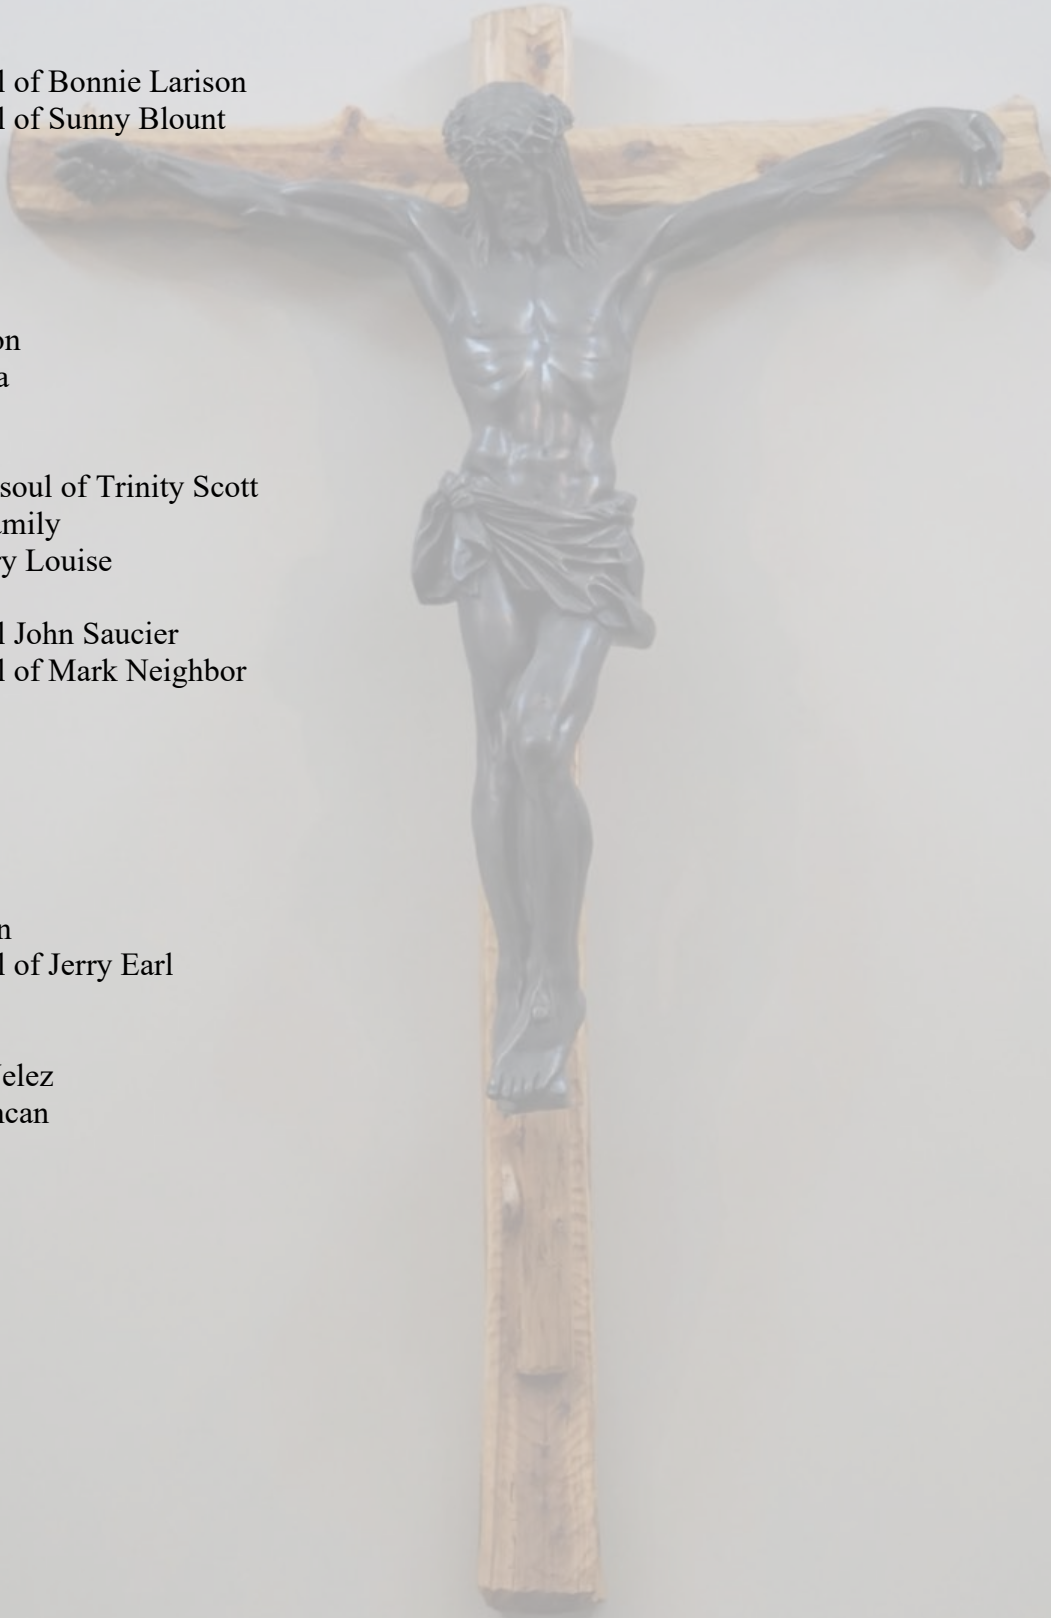 l of Bonnie Larison
l of Sunny Blount
on
a
soul of Trinity Scott
mily
y Louise
l John Saucier
l of Mark Neighbor
n
l of Jerry Earl
elez
ncan